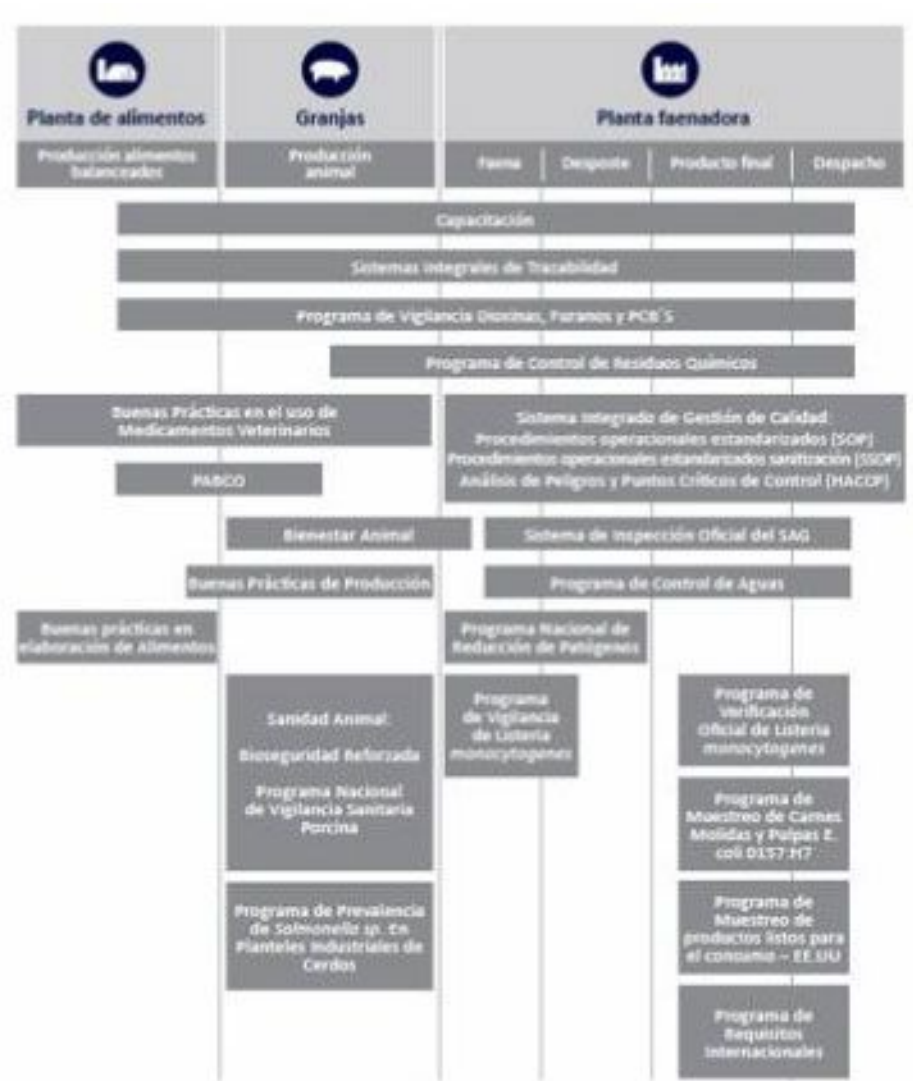 Planta de alimentos
Granjas
Planta faenadora
Producción alimentos
balanceados
Producción
animal
Faena
Desposte
Producto final
Despacho
Capacitación
Sistemas Integrales de Trazabilidad
Programa de Vigilancia Dioxinas, Furanos y PCB´S
Programa de Control de Residuos Químicos
Buenas Prácticas en el uso de
Medicamentos Veterinarios
Sistema Integrado de Gestión de Calidad:
Procedimientos operacionales estandarizados (SOP)
Procedimientos operacionales estandarizados sanitización (SSOP)
Análisis de Peligros y Puntos Críticos de Control (HACCP)
PABCO
Bienestar Animal
Sistema de Inspección Oficial del SAG
Buenas Prácticas de Producción
Programa de Control de Aguas
Buenas prácticas en
elaboración de Alimentos
Programa Nacional de
Reducción de Patógenos
Sanidad Animal:
Bioseguridad Reforzada
Programa Nacional
de Vigilancia Sanitaria
Porcina
Programa
de Vigilancia
de Listeria
monocytogenes
Programa de
Verificación
Oficial de Listeria
monocytogenes
Programa de
Muestreo de Carnes
Molidas y Pulpas E.
coli 0157:H7
Programa de Prevalencia
de Salmonella sp. En
Planteles Industriales de
Cerdos
Programa de
Muestreo de
productos listos para
el consumo – EE.UU
Programa de
Requisitos
Internacionales